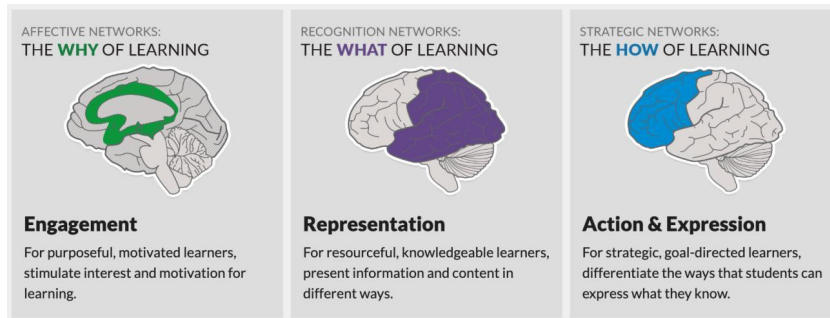 AFFECTIVE NETWORKS:
THE WHY OF LEARNING
Engagement
For purposeful, motivated learners,
stimulate interest and motivation for
learning.
RECOGNITION NETWORKS:
THE WHAT OF LEARNING
Representation
For resourceful, knowledgeable learners,
present information and content in
different ways.
STRATEGIC NETWORKS:
THE HOW OF LEARNING
Action & Expression
For strategic, goal-directed learners,
differentiate the ways that students can
express what they know.